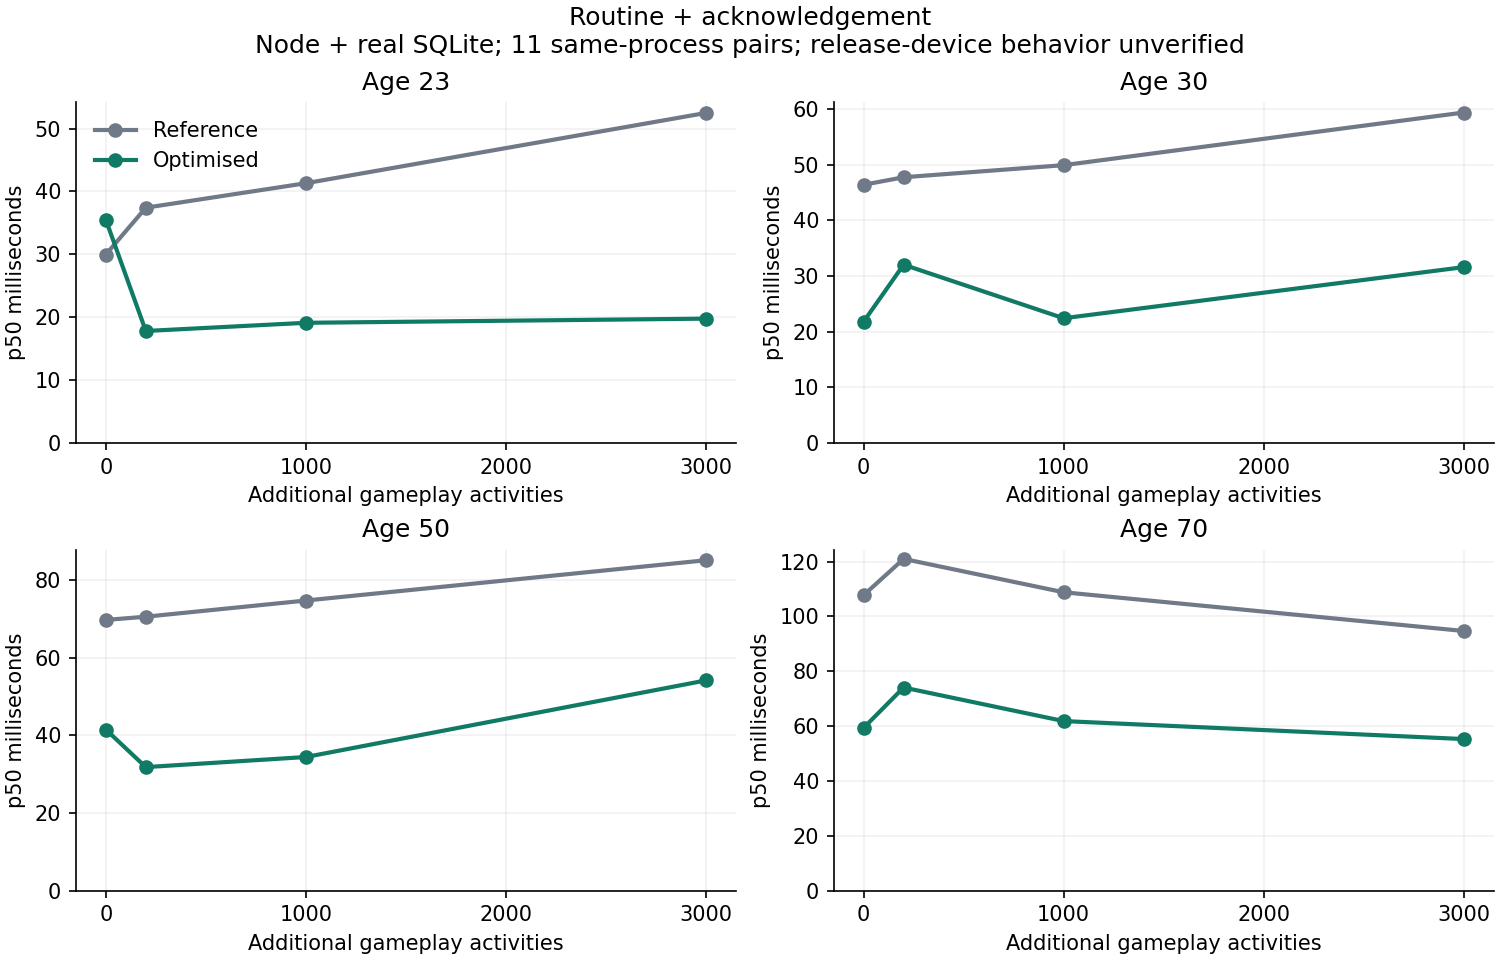 Routine + acknowledgement
Node + real SQLite; 11 same-process pairs; release-device behavior unverified
Age 23
Reference
Optimised
p50 milliseconds
50
40
30
20
10
0
0 1000 2000 3000
Additional gameplay activities
Age 30
p50 milliseconds
60
50
40
30
20
10
0
0 1000 2000 3000
Additional gameplay activities
Age 50
p50 milliseconds
80
60
40
20
0
0 1000 2000 3000
Additional gameplay activities
Age 70
p50 milliseconds
120
100
80
60
40
20
0
0 1000 2000 3000
Additional gameplay activities